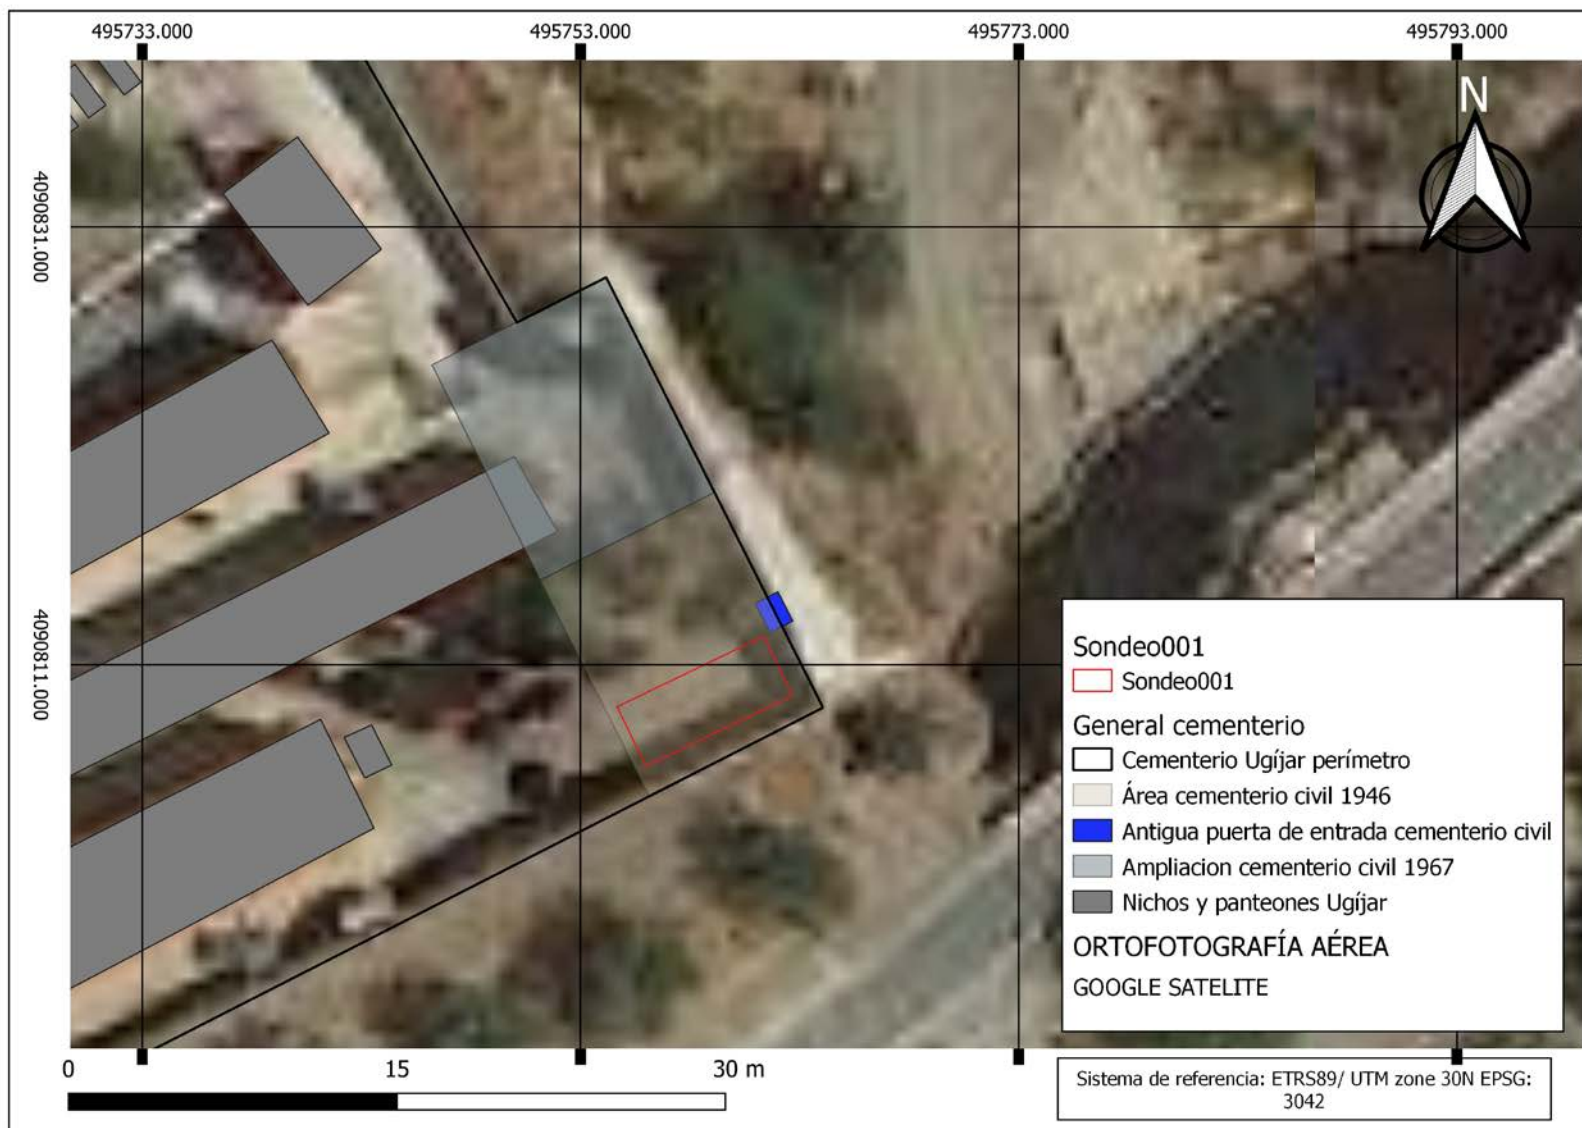 495733.000
495753.000
495773.000
495793.000
N
4090831.000
4090811.000
Sondeo001
Sondeo001
General cementerio
Cementerio Ugíjar perímetro
Área cementerio civil 1946
Antigua puerta de entrada cementerio civil
Ampliacion cementerio civil 1967
Nichos y panteones Ugíjar
ORTOFOTOGRAFÍA AÉREA
GOOGLE SATELITE
0
15
30 m
Sistema de referencia: ETRS89/ UTM zone 30N EPSG:
3042